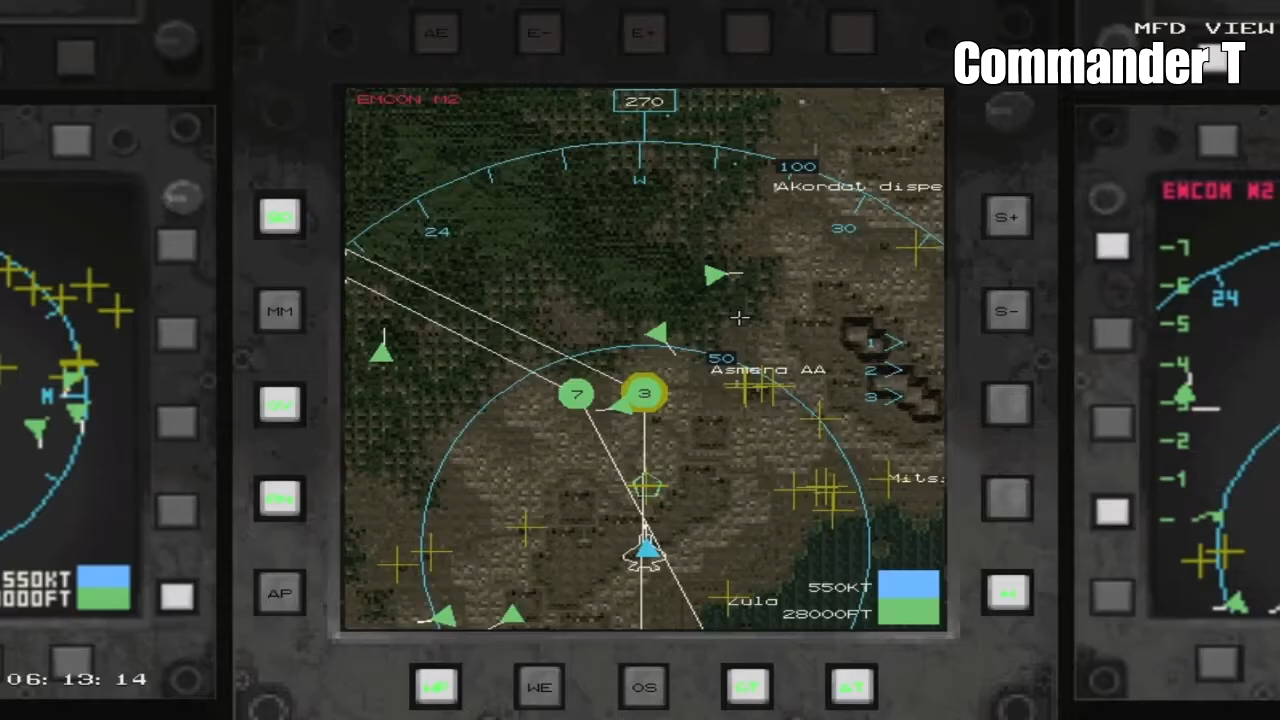 MFD VIEW
Commander T
AE
E-
E+
EMCON M2
270
W
100
Akordat dispe
24
30
MM
S+
S-
50
Asmera AA
1
2
3
7
3
Mits
AP
550KT
28000FT
Zula
WE
OS
EMCON M2
-7
-6
24
-5
-4
-3
-2
-1
M
550KT
000FT
06:13:14